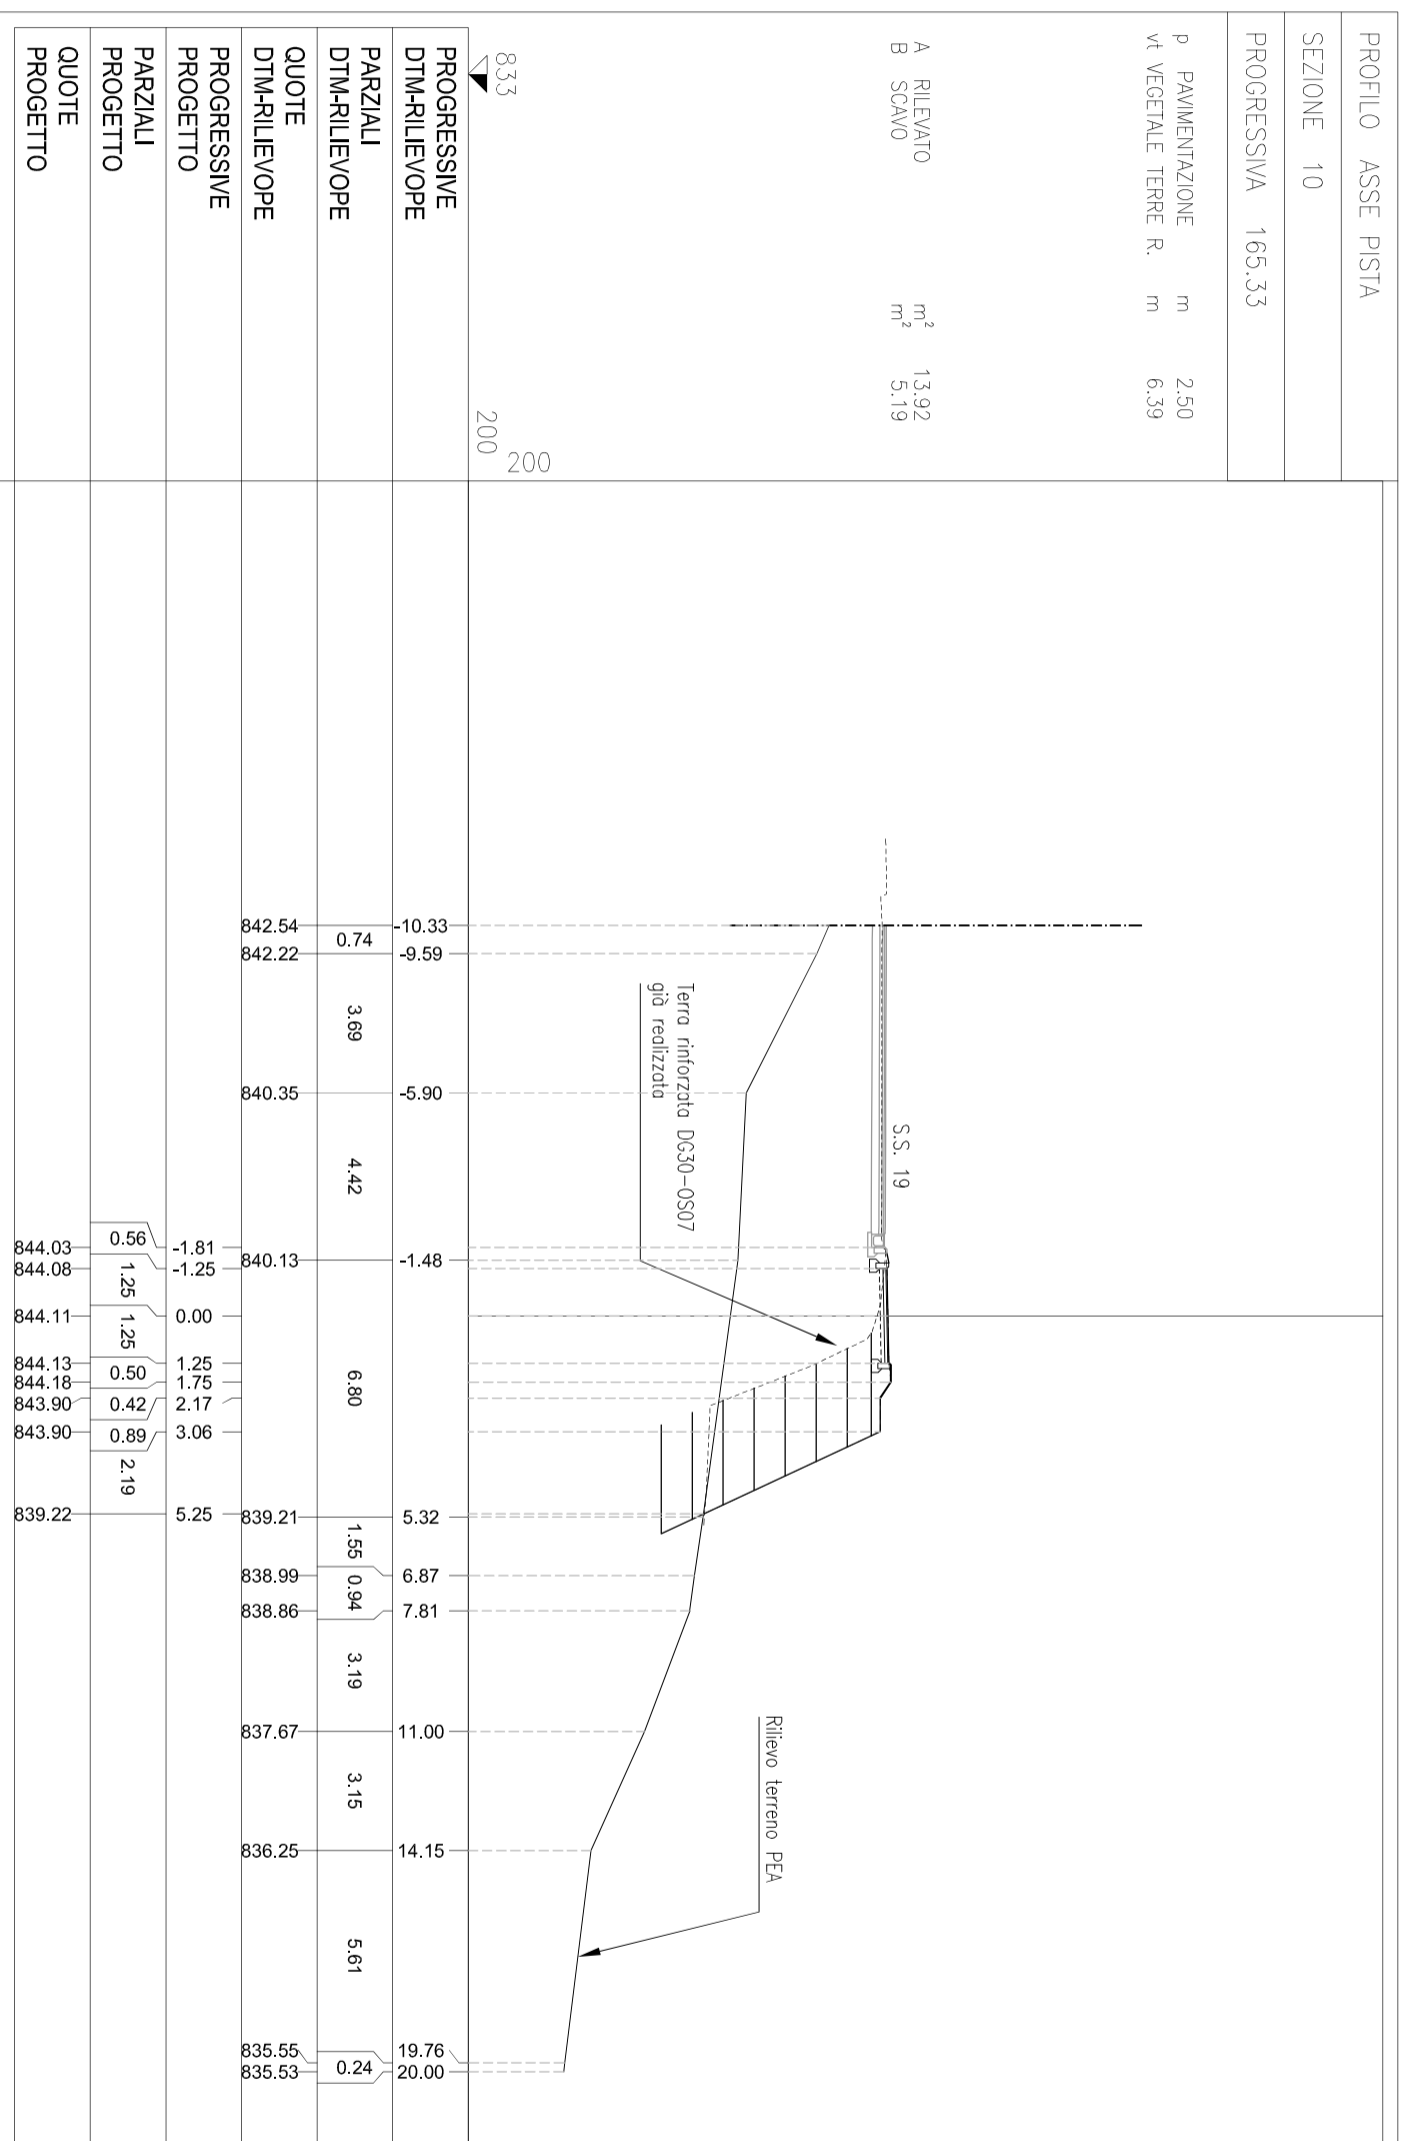 PROFILO ASSE PISTA
SEZIONE 10
PROGRESSIVA 165.33
p PAVIMENTAZIONE m 2.50
vt VEGETALE TERRE R. m 6.39
A RILEVATO m² 13.92
B SCAVO m² 5.19
S.S. 19
Terra rinforzata DG30-OS07
già realizzata
Rilievo terreno PEA
833
200
200
PROGRESSIVE
DTM-RILIEVOPE
-10.33 -9.59 -5.90 -1.48 5.32 6.87 7.81 11.00 14.15 19.76 20.00
PARZIALI
DTM-RILIEVOPE
0.74 3.69 4.42 6.80 1.55 0.94 3.19 3.15 5.61 0.24
QUOTE
DTM-RILIEVOPE
842.54 842.22 840.35 840.13 839.21 838.99 838.86 837.67 836.25 835.55 835.53
PROGRESSIVE
PROGETTO
-1.81 -1.25 0.00 1.25 1.75 2.17 3.06 5.25
PARZIALI
PROGETTO
0.56 1.25 1.25 0.50 0.42 0.89 2.19
QUOTE
PROGETTO
844.03 844.08 844.11 844.13 844.18 843.90 843.90 839.22